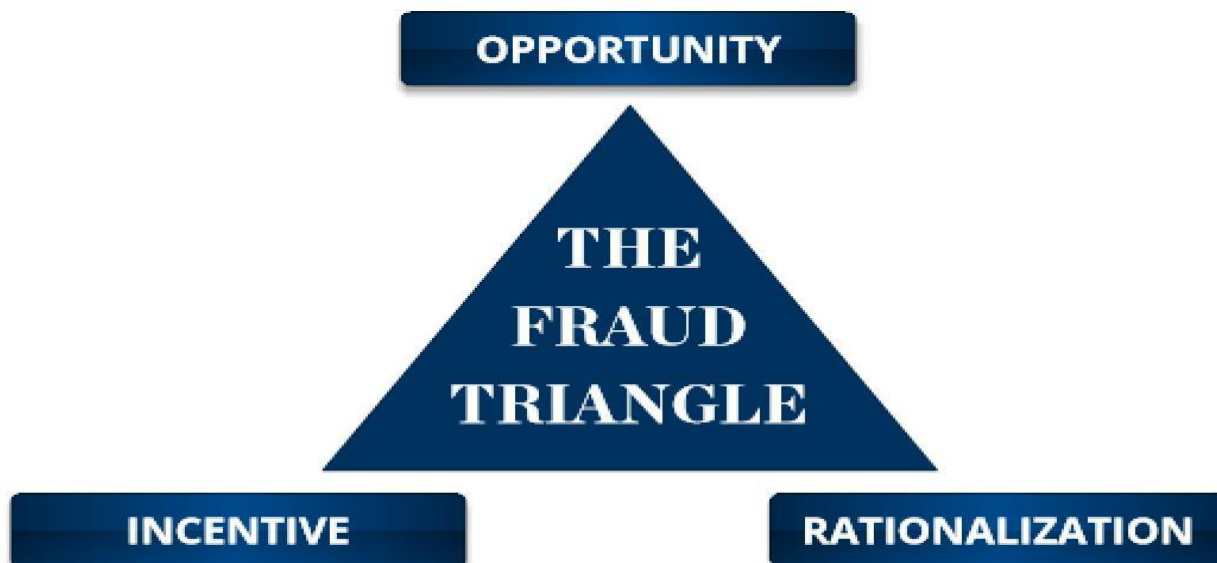 OPPORTUNITY
THE
FRAUD
TRIANGLE
INCENTIVE
RATIONALIZATION